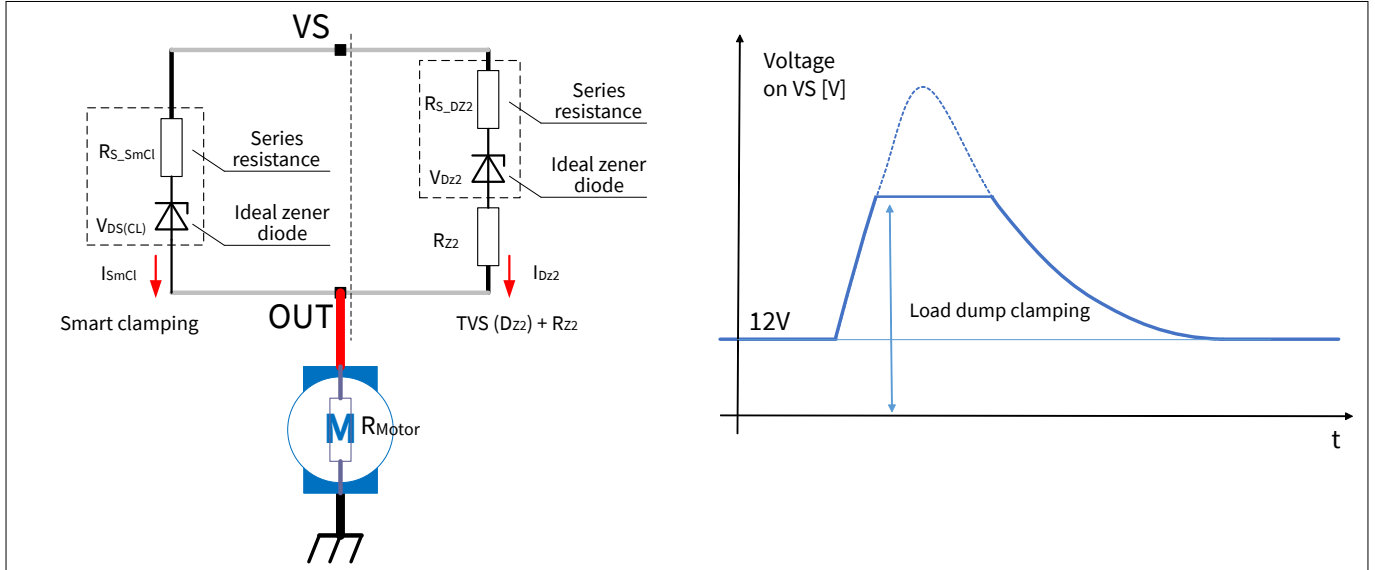 VS
RS_DZ2
Series
resistance
VDZ2
Ideal zener
diode
RZ2
IDZ2
TVS (DZ2) + RZ2
RS_SmCl
Series
resistance
VDS(CL)
Ideal zener
diode
ISmCl
Smart clamping
OUT
M
RMotor
Voltage
on VS [V]
12V
Load dump clamping
t